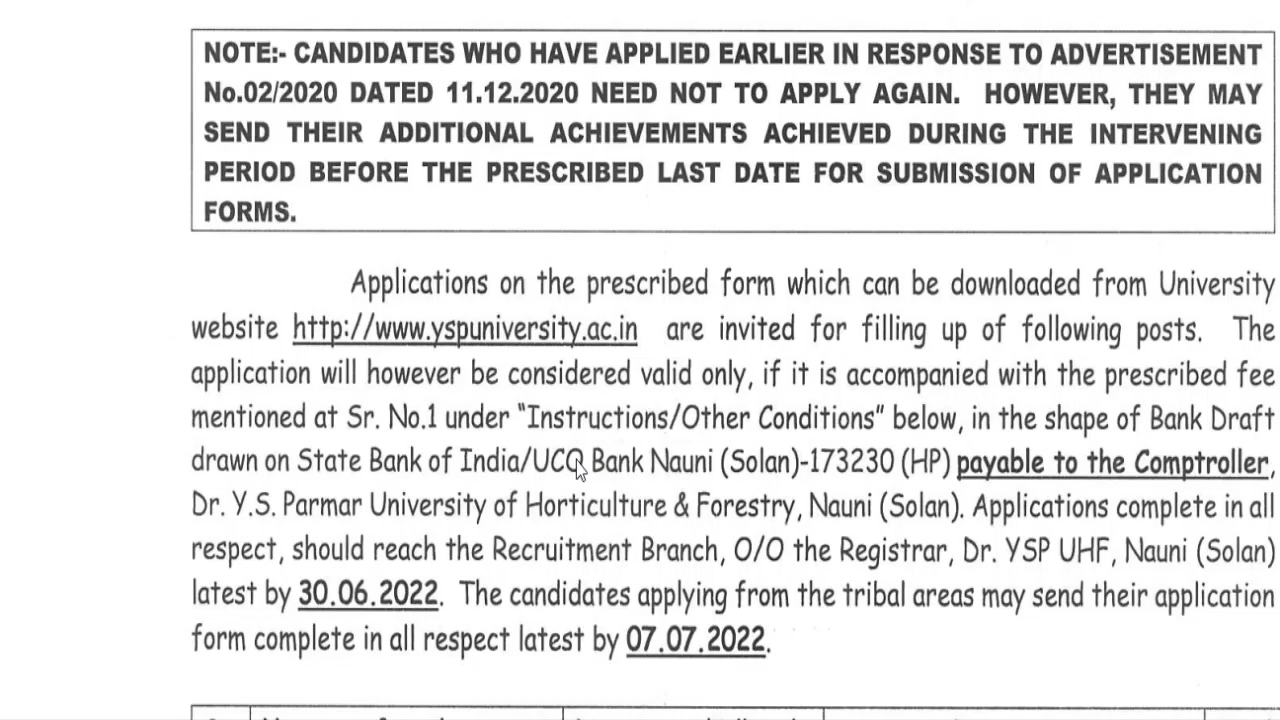 NOTE:- CANDIDATES WHO HAVE APPLIED EARLIER IN RESPONSE TO ADVERTISEMENT
No.02/2020 DATED 11.12.2020 NEED NOT TO APPLY AGAIN. HOWEVER, THEY MAY
SEND THEIR ADDITIONAL ACHIEVEMENTS ACHIEVED DURING THE INTERVENING
PERIOD BEFORE THE PRESCRIBED LAST DATE FOR SUBMISSION OF APPLICATION
FORMS.
Applications on the prescribed form which can be downloaded from University
website http://www.yspuniversity.ac.in are invited for filling up of following posts. The
application will however be considered valid only, if it is accompanied with the prescribed fee
mentioned at Sr. No.1 under "Instructions/Other Conditions" below, in the shape of Bank Draft
drawn on State Bank of India/UCO Bank Nauni (Solan)-173230 (HP) payable to the Comptroller,
Dr. Y.S. Parmar University of Horticulture & Forestry, Nauni (Solan). Applications complete in all
respect, should reach the Recruitment Branch, O/O the Registrar, Dr. YSP UHF, Nauni (Solan)
latest by 30.06.2022. The candidates applying from the tribal areas may send their application
form complete in all respect latest by 07.07.2022.